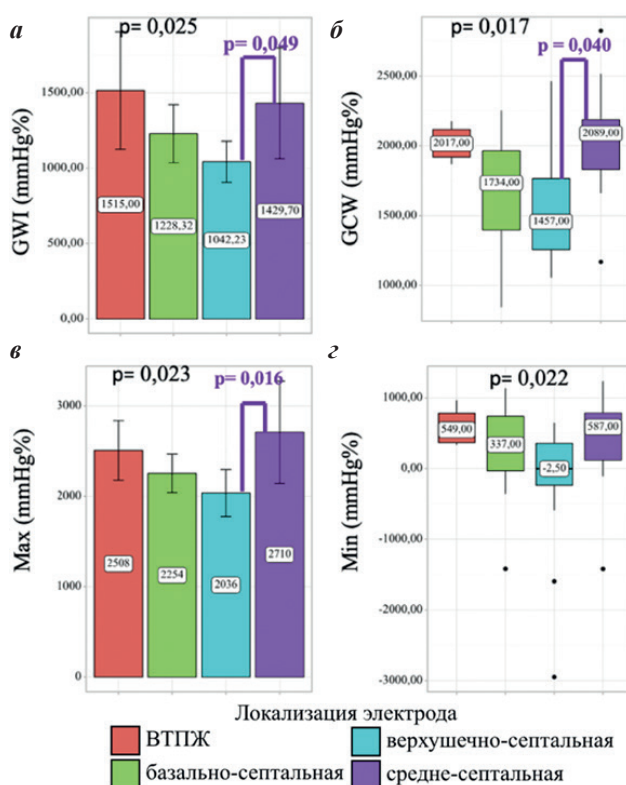 а
p= 0,025
p= 0,049
GWI (mmHg%)
1500,00
1000,00
500,00
0,00
1515,00
1228,32
1042,23
1429,70
б
p= 0,017
p = 0,040
GCW (mmHg%)
2500,00
2000,00
1500,00
1000,00
2017,00
1734,00
1457,00
2089,00
в
p= 0,023
p= 0,016
Max (mmHg%)
3000
2000
1000
0
2508
2254
2036
2710
г
p= 0,022
Min (mmHg%)
1000,00
0,00
-1000,00
-2000,00
-3000,00
549,00
337,00
-2,50
587,00
Локализация электрода
ВТПЖ
верхушечно-септальная
базально-септальная
средне-септальная